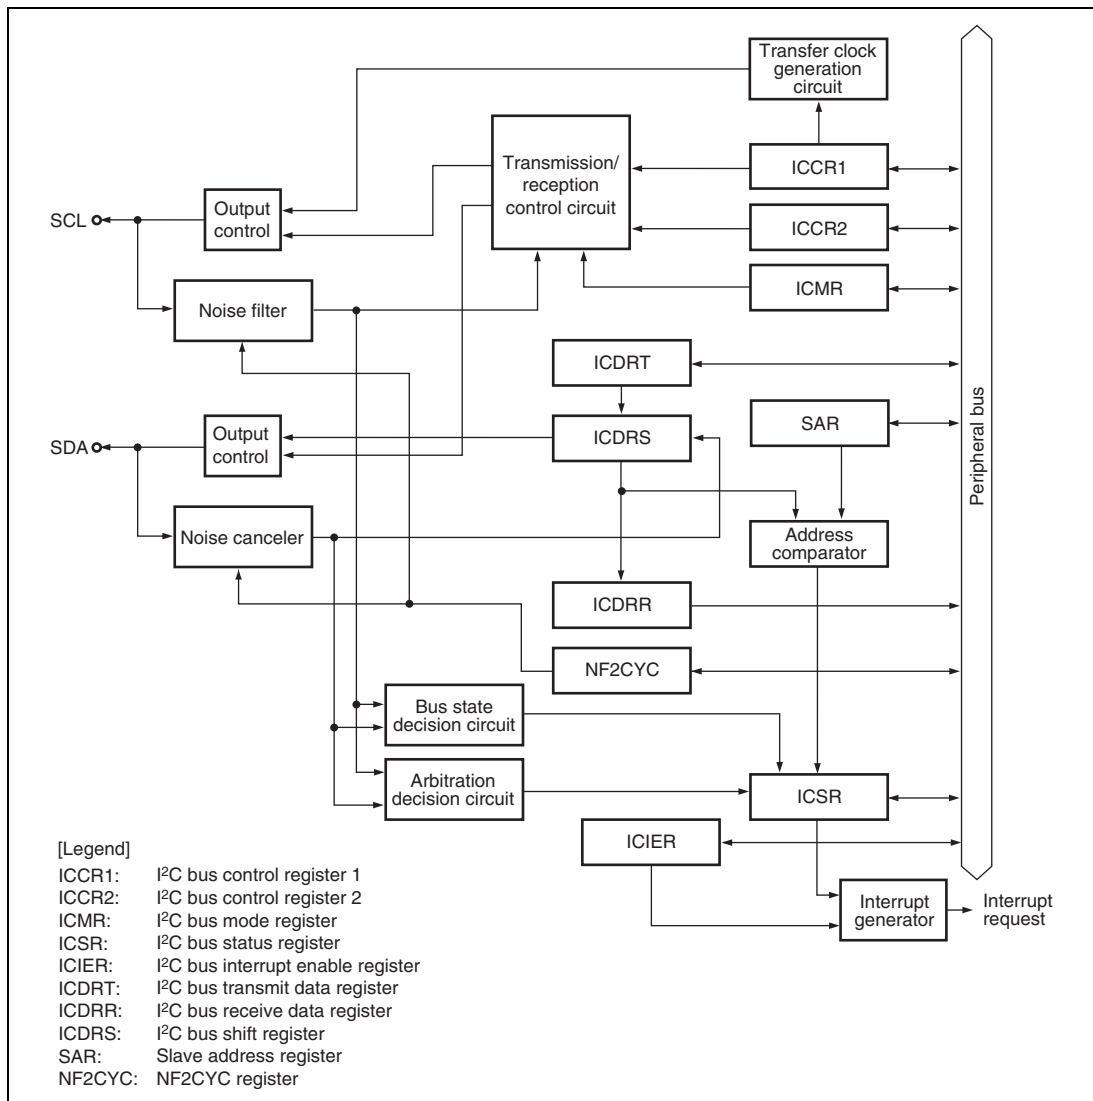 Transfer clock
generation
circuit
Transmission/
reception
control circuit
ICCR1
SCL
Output
control
ICCR2
ICMR
Noise filter
ICDRT
SAR
Peripheral bus
SDA
Output
control
ICDRS
Noise canceler
Address
comparator
ICDRR
NF2CYC
Bus state
decision circuit
Arbitration
decision circuit
ICSR
ICIER
Interrupt
generator
Interrupt
request
[Legend]
ICCR1: I²C bus control register 1
ICCR2: I²C bus control register 2
ICMR: I²C bus mode register
ICSR: I²C bus status register
ICIER: I²C bus interrupt enable register
ICDRT: I²C bus transmit data register
ICDRR: I²C bus receive data register
ICDRS: I²C bus shift register
SAR: Slave address register
NF2CYC: NF2CYC register